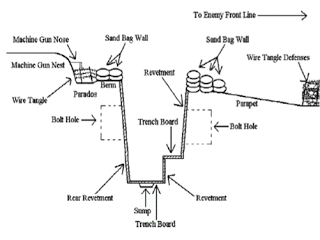 To Enemy Front Line
Machine Gun Nose
Sand Bag Wall
Sand Bag Wall
Machine Gun Nest
Wire Tangle Defenses
Berm
Revetment
Parados
Wire Tangle
Parapet
Bolt Hole
Bolt Hole
Trench Board
Rear Revetment
Revetment
Sump
Trench Board